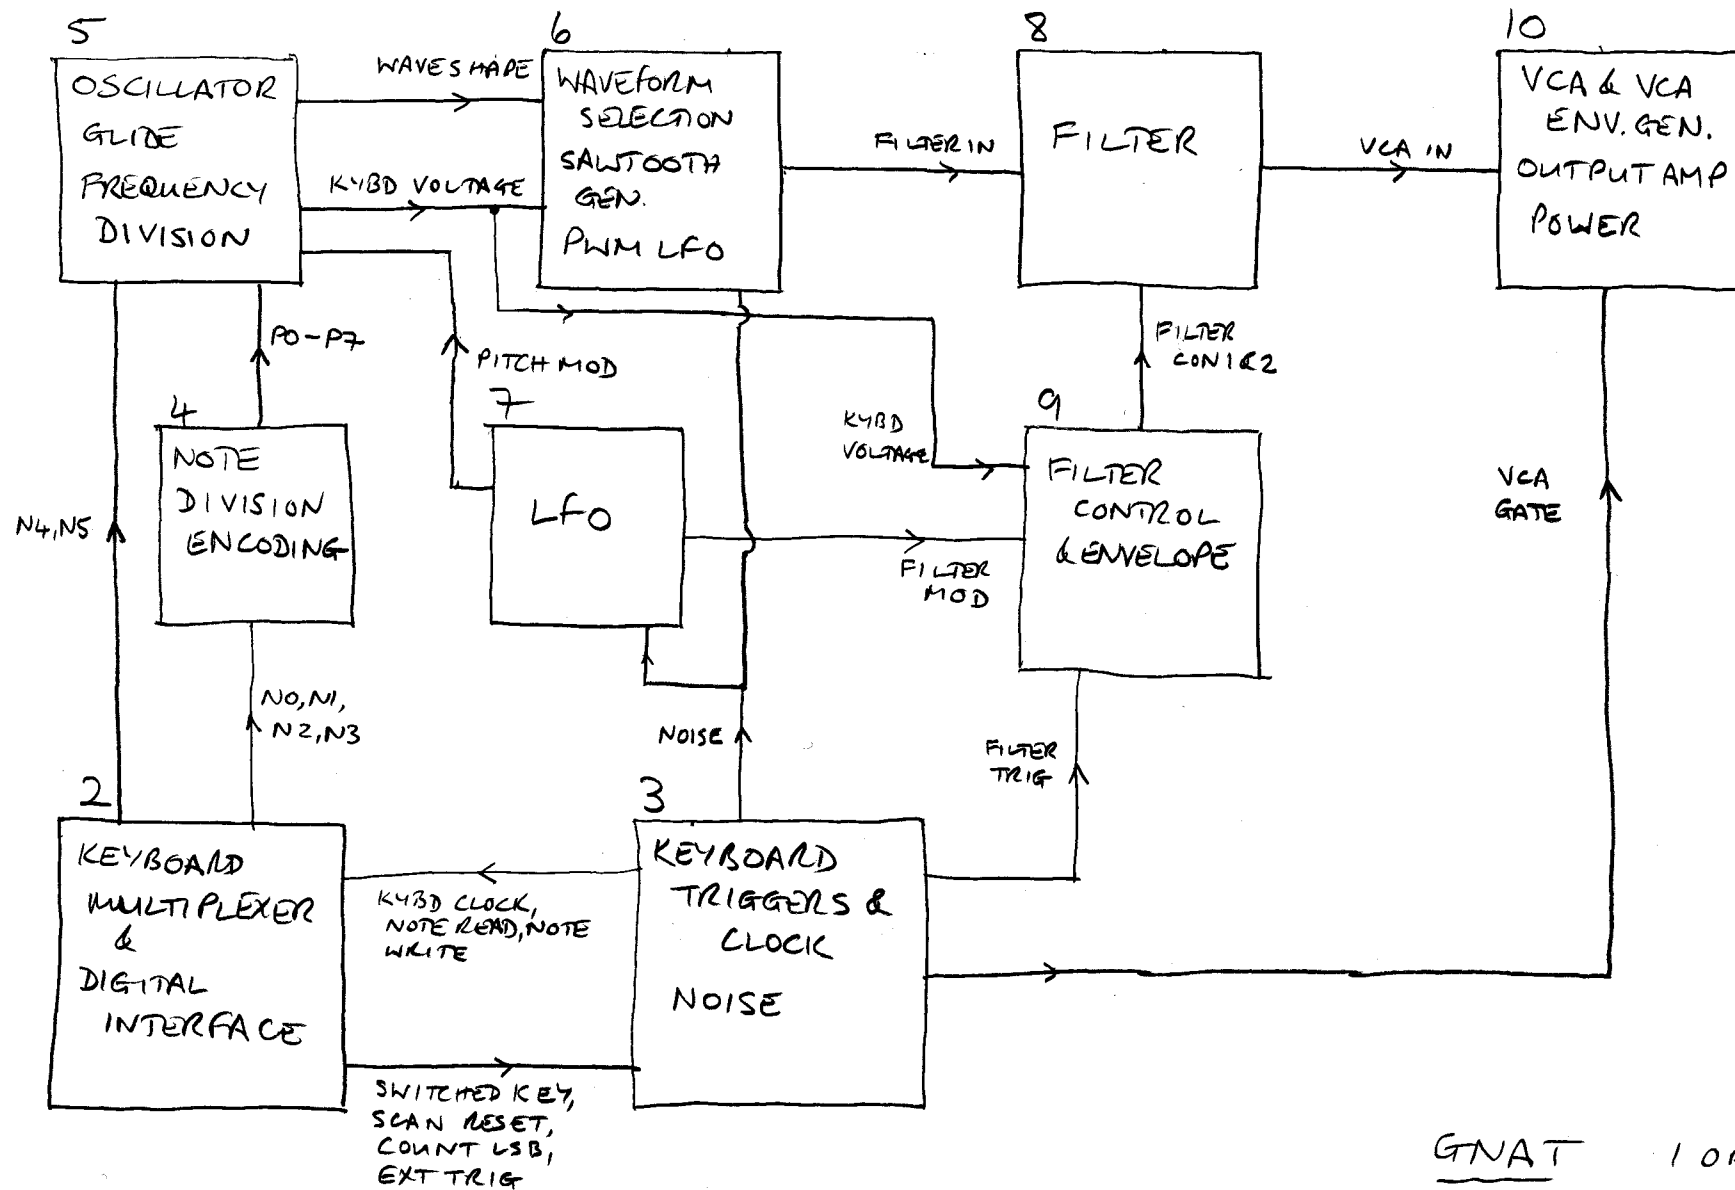 5
OSCILLATOR
GLIDE
FREQUENCY
DIVISION
WAVESHAPE
KYBD VOLTAGE
6
WAVEFORM
SELECTION
SAWTOOTH
GEN.
PWM LFO
FILTER IN
8
FILTER
VCA IN
10
VCA & VCA
ENV. GEN.
OUTPUT AMP
POWER
P0-P7
PITCH MOD
FILTER
CON 1&2
4
NOTE
DIVISION
ENCODING
N4,N5
7
LFO
KYBD
VOLTAGE
FILTER
MOD
9
FILTER
CONTROL
& ENVELOPE
VCA
GATE
N0,N1,
N2,N3
NOISE
FILTER
TRIG
2
KEYBOARD
MULTIPLEXER
&
DIGITAL
INTERFACE
KYBD CLOCK,
NOTE READ, NOTE
WRITE
SWITCHED KEY,
SCAN RESET,
COUNT LSB,
EXT TRIG
3
KEYBOARD
TRIGGERS &
CLOCK
NOISE
GNAT 1